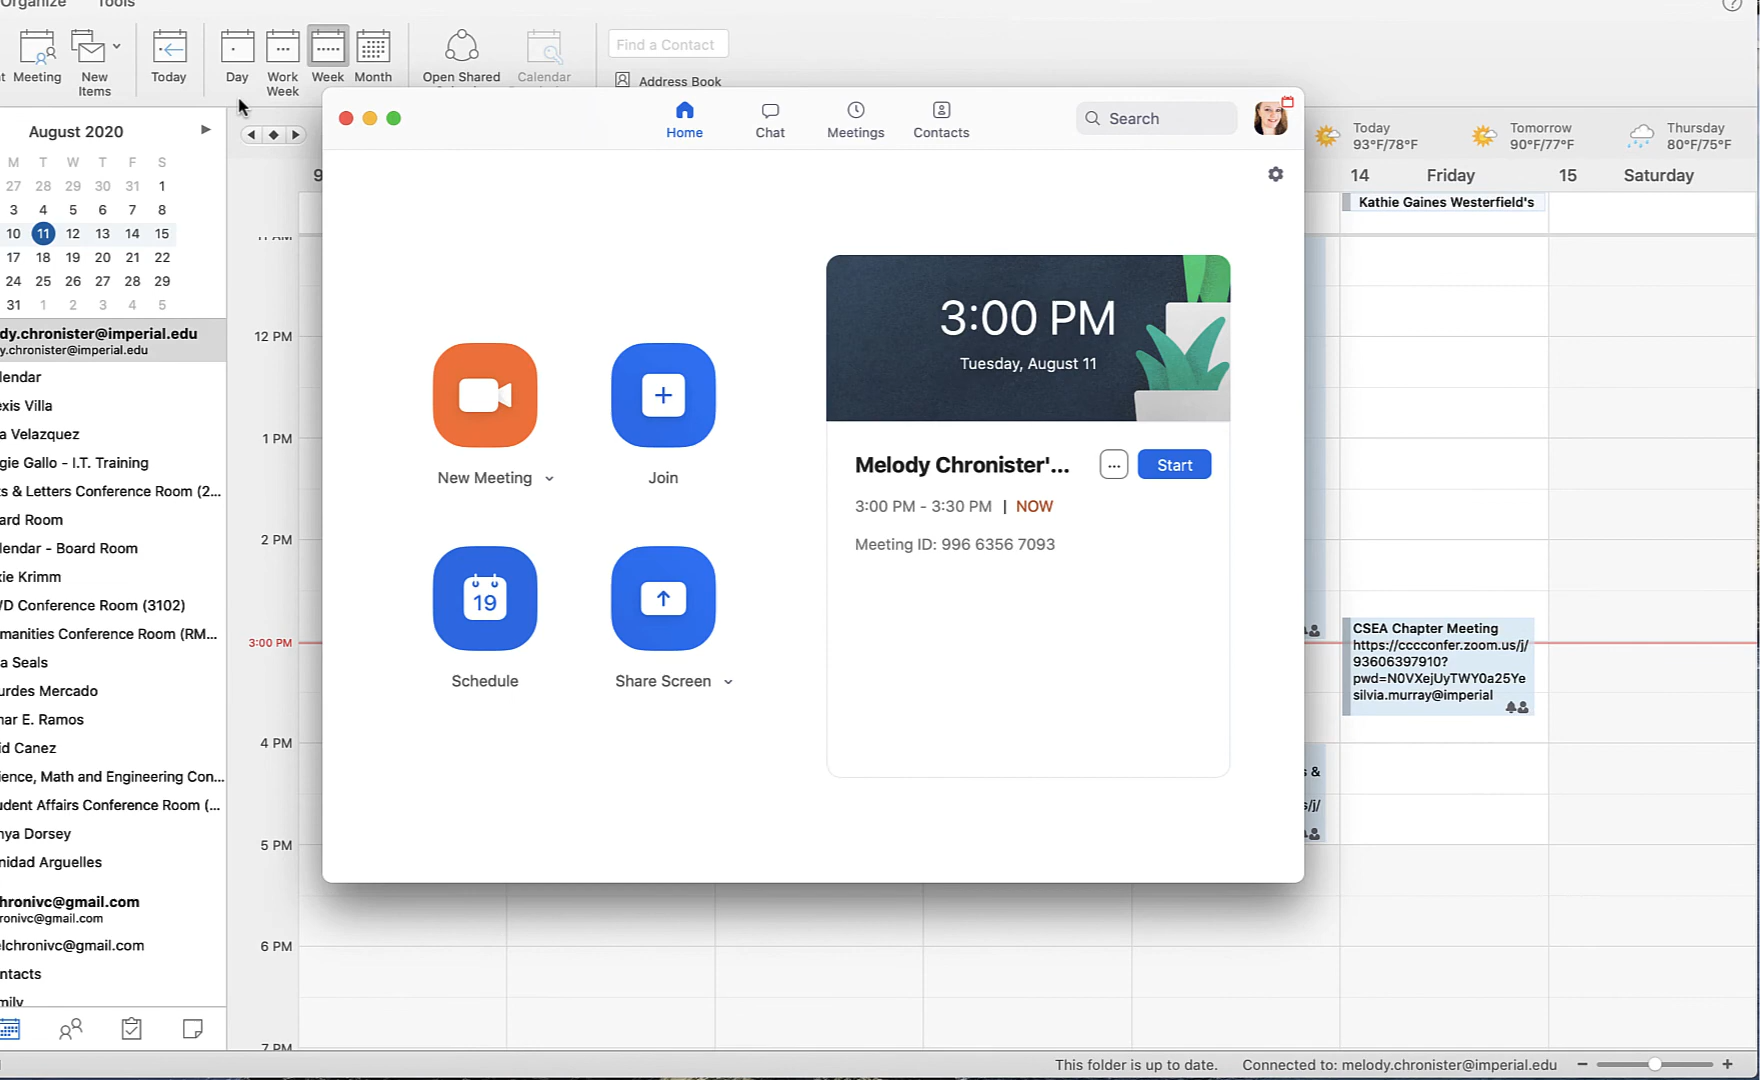 Organize Tools
Meeting
New
Items
Today
Day
Work
Week
Week
Month
Open Shared
Calendar
Find a Contact
Address Book
August 2020
M T W T F S
27 28 29 30 31 1
3 4 5 6 7 8
10 11 12 13 14 15
17 18 19 20 21 22
24 25 26 27 28 29
31 1 2 3 4 5
dy.chronister@imperial.edu
y.chronister@imperial.edu
lendar
exis Villa
a Velazquez
gie Gallo - I.T. Training
ts & Letters Conference Room (2...
ard Room
lendar - Board Room
kie Krimm
VD Conference Room (3102)
manities Conference Room (RM...
a Seals
urdes Mercado
nar E. Ramos
id Canez
ience, Math and Engineering Con...
udent Affairs Conference Room (...
nya Dorsey
nidad Arguelles
hronivc@gmail.com
ronivc@gmail.com
elchronivc@gmail.com
ntacts
mily
9
11 AM
12 PM
1 PM
2 PM
3:00 PM
4 PM
5 PM
6 PM
7 PM
Home
Chat
Meetings
Contacts
Search
New Meeting
Join
19
Schedule
Share Screen
3:00 PM
Tuesday, August 11
Melody Chronister'...
...
Start
3:00 PM - 3:30 PM | NOW
Meeting ID: 996 6356 7093
Today
93°F/78°F
Tomorrow
90°F/77°F
Thursday
80°F/75°F
14 Friday
15 Saturday
Kathie Gaines Westerfield's
CSEA Chapter Meeting
https://cccconfer.zoom.us/j/
93606397910?
pwd=N0VXejUyTWY0a25Ye
silvia.murray@imperial
s &
s/j/
This folder is up to date.
Connected to: melody.chronister@imperial.edu